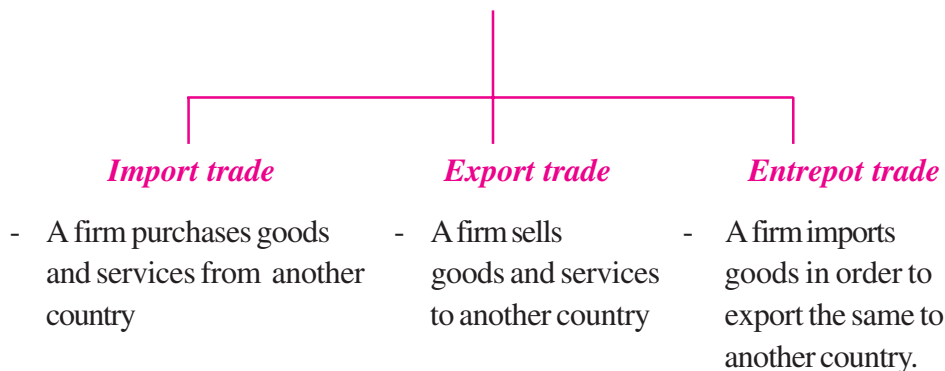 Import trade
- A firm purchases goods
and services from another
country
Export trade
- A firm sells
goods and services
to another country
Entrepot trade
- A firm imports
goods in order to
export the same to
another country.